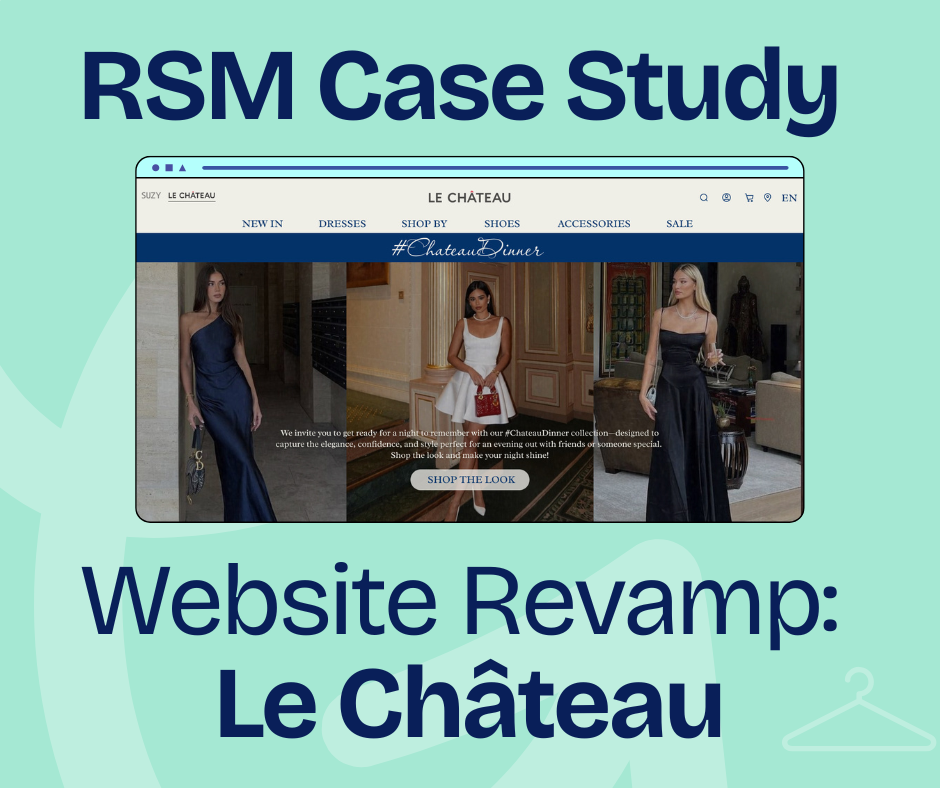 RSM Case Study
SUZY LE CHÂTEAU
LE CHÂTEAU
EN
NEW IN DRESSES SHOP BY SHOES ACCESSORIES SALE
#ChateauDinner
We invite you to get ready for a night to remember with our #ChateauDinner collection—designed to
capture the elegance, confidence, and style perfect for an evening out with friends or someone special.
Shop the look and make your night shine!
SHOP THE LOOK
CD
Website Revamp:
Le Château